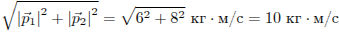 √(|p⃗₁|² + |p⃗₂|²) = √(6² + 8²) кг · м/с = 10 кг · м/с